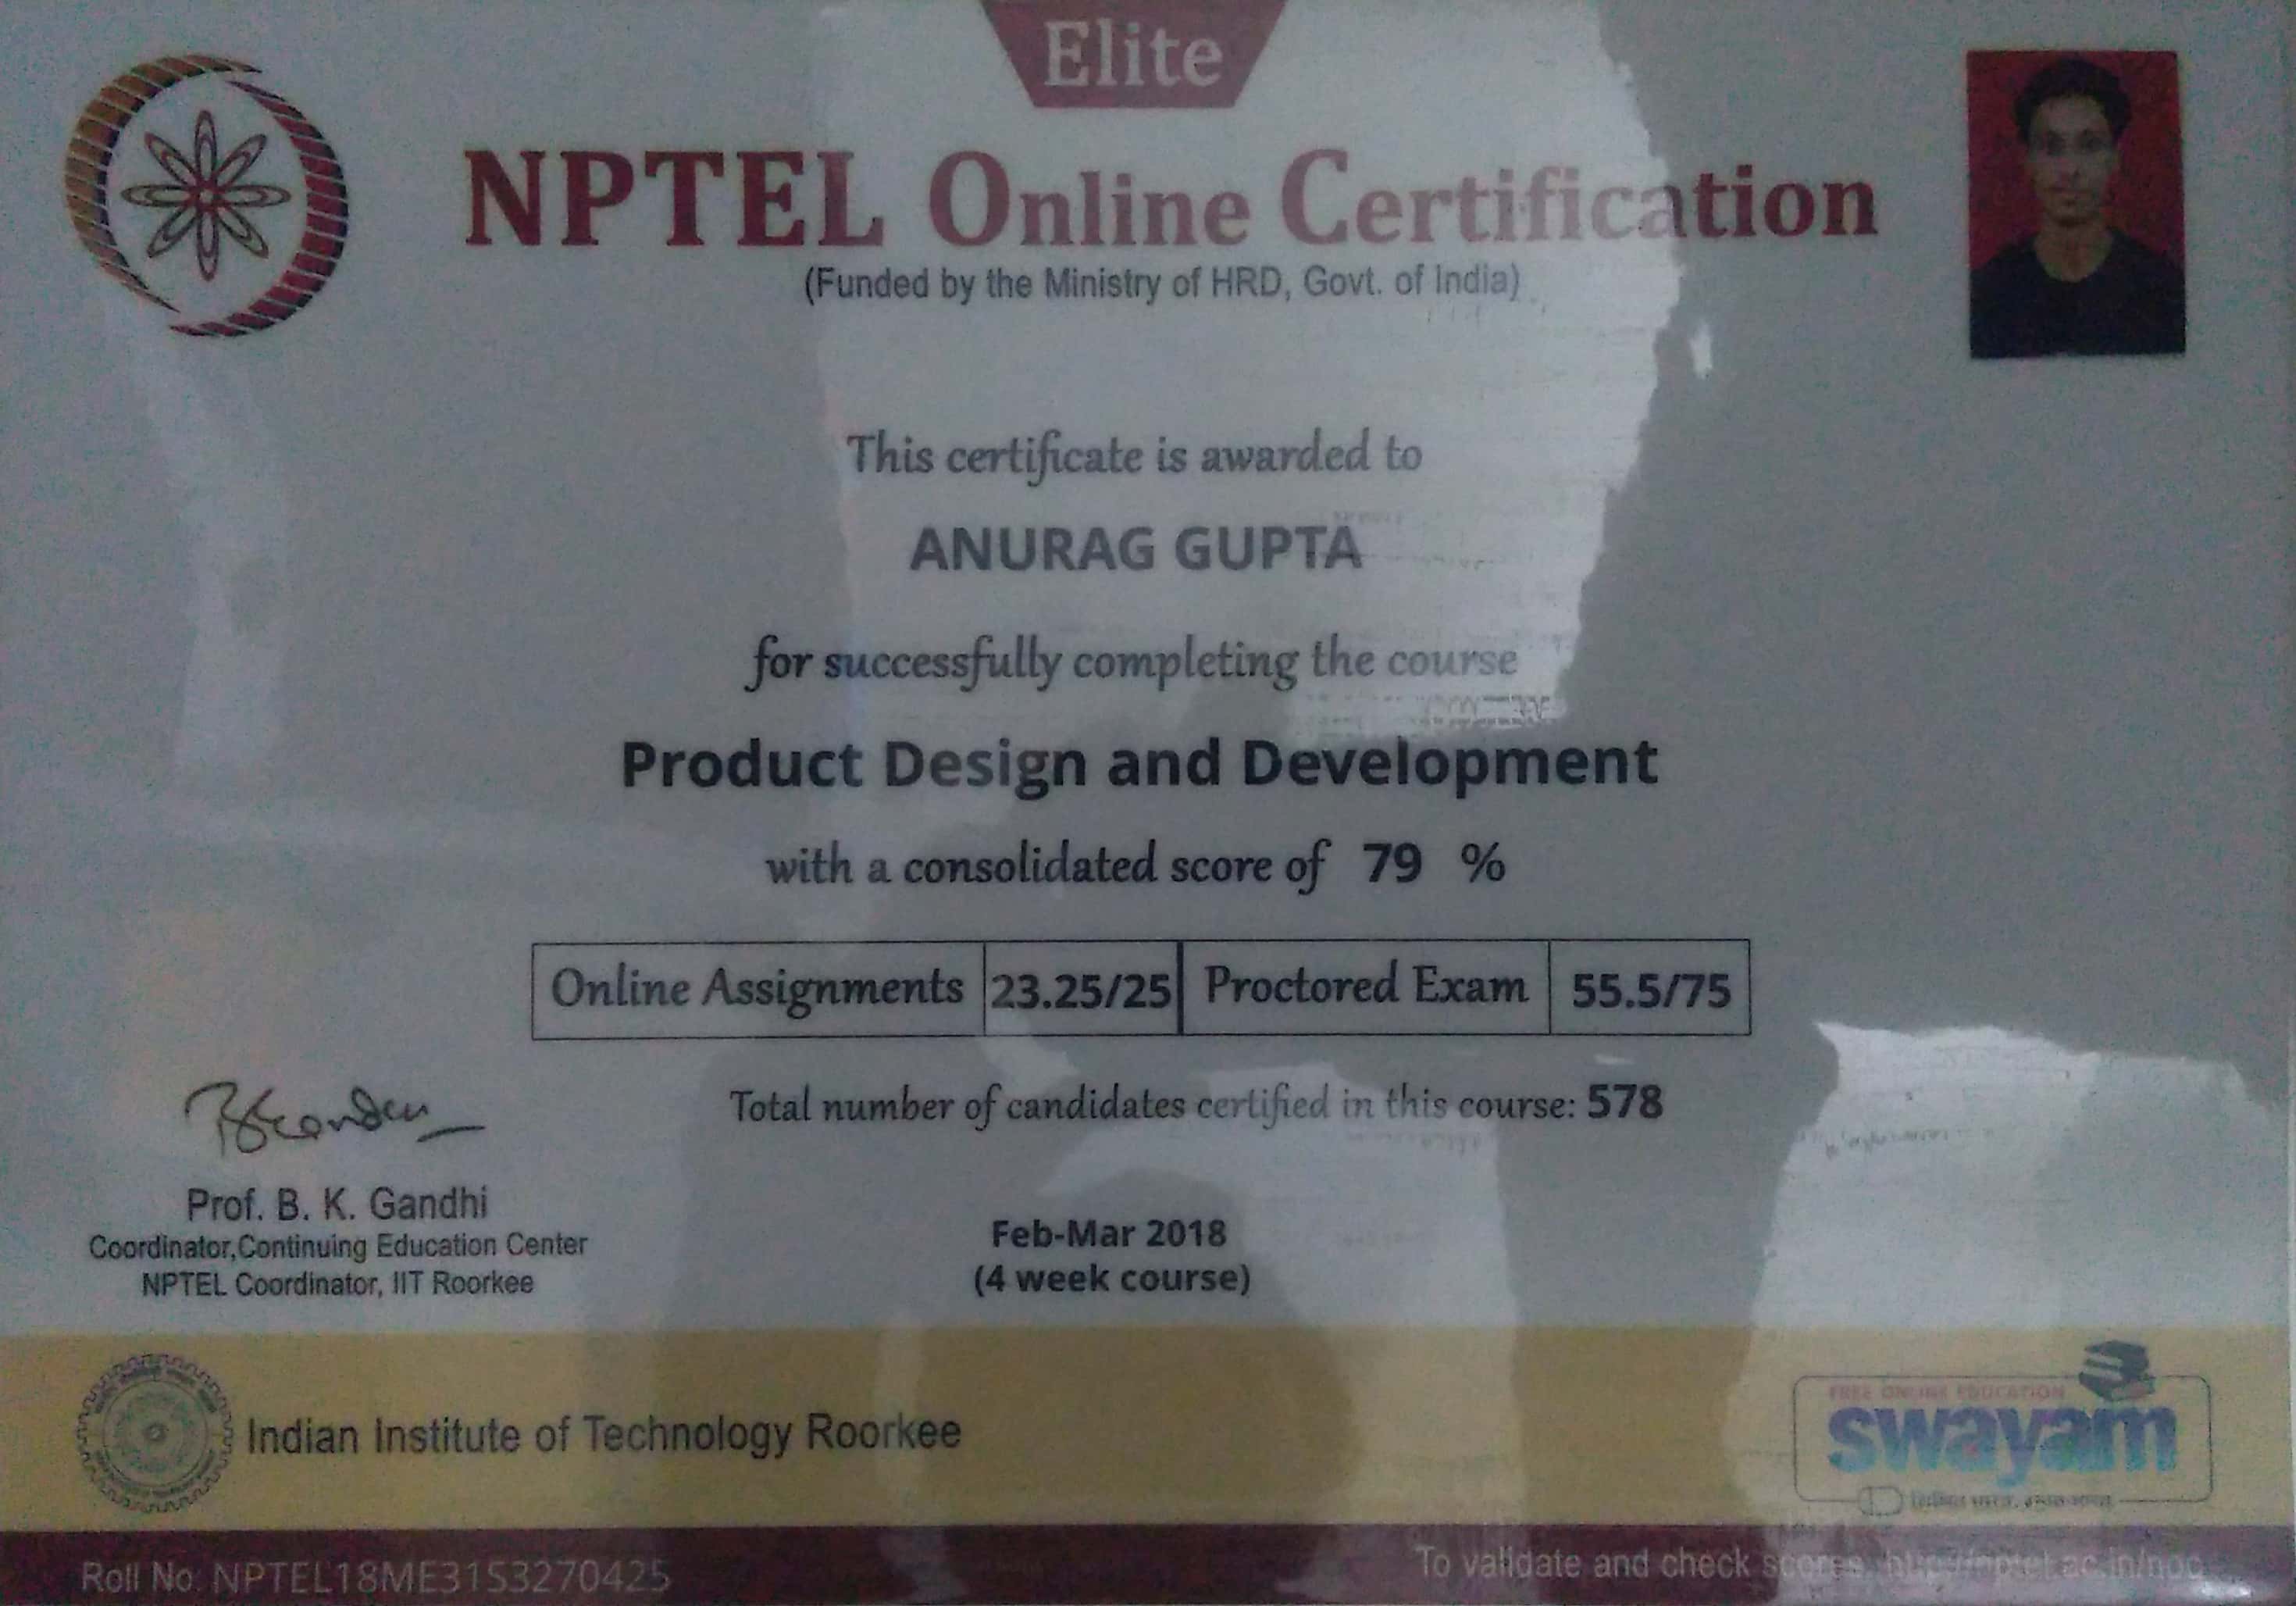 Elite
NPTEL Online Certification
(Funded by the Ministry of HRD, Govt. of India)
This certificate is awarded to
ANURAG GUPTA
for successfully completing the course
Product Design and Development
with a consolidated score of 79 %
Online Assignments 23.25/25 Proctored Exam 55.5/75
Total number of candidates certified in this course: 578
Prof. B. K. Gandhi
Coordinator,Continuing Education Center
NPTEL Coordinator, IIT Roorkee
Feb-Mar 2018
(4 week course)
Indian Institute of Technology Roorkee
FREE ONLINE EDUCATION
swayam
Roll No: NPTEL18ME31S3270425
To validate and check scores: http://nptel.ac.in/noc